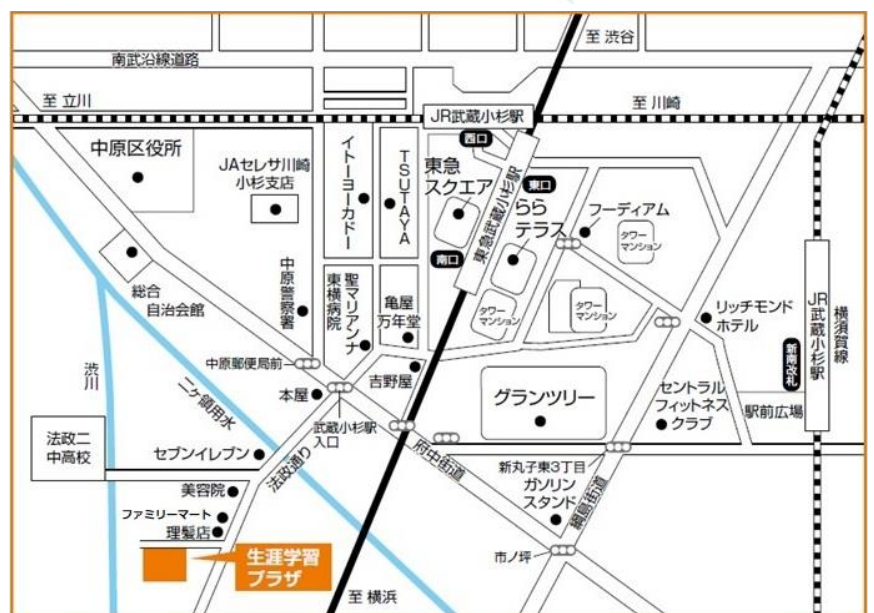 至 渋谷
南武沿線道路
至 立川
至 川崎
JR武蔵小杉駅
西口
中原区役所
JAセレサ川崎
小杉支店
イトーヨーカドー
TSUTAYA
東急
スクエア
東急武蔵小杉駅
東口
らら
テラス
フーディアム
タワー
マンション
南口
総合
自治会館
中原警察署
聖マリアンナ
東横病院
亀屋
万年堂
タワー
マンション
タワー
マンション
リッチモンド
ホテル
JR武蔵小杉駅
横須賀線
新南改札
渋川
二ヶ領用水
中原郵便局前
本屋
吉野屋
武蔵小杉駅
入口
グランツリー
セントラル
フィットネス
クラブ
駅前広場
法政二
中高校
セブンイレブン
法政通り
府中街道
新丸子東3丁目
ガソリン
スタンド
綱島街道
美容院
ファミリーマート
理髪店
生涯学習
プラザ
市ノ坪
至 横浜